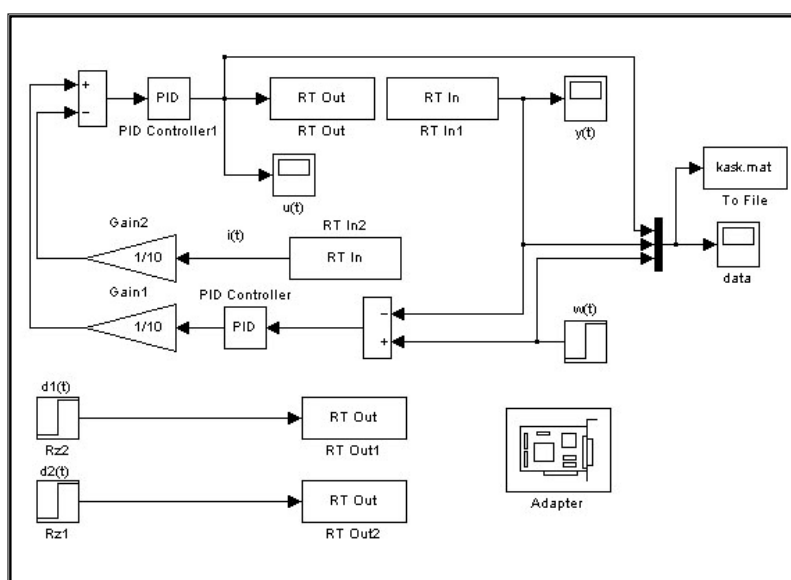 +
−
PID
PID Controller1
RT Out
RT Out
RT In
RT In1
y(t)
u(t)
kask.mat
To File
data
Gain2
1/10
i(t)
RT In2
RT In
Gain1
1/10
PID Controller
PID
−
+
w(t)
d1(t)
Rz2
RT Out
RT Out1
d2(t)
Rz1
RT Out
RT Out2
Adapter